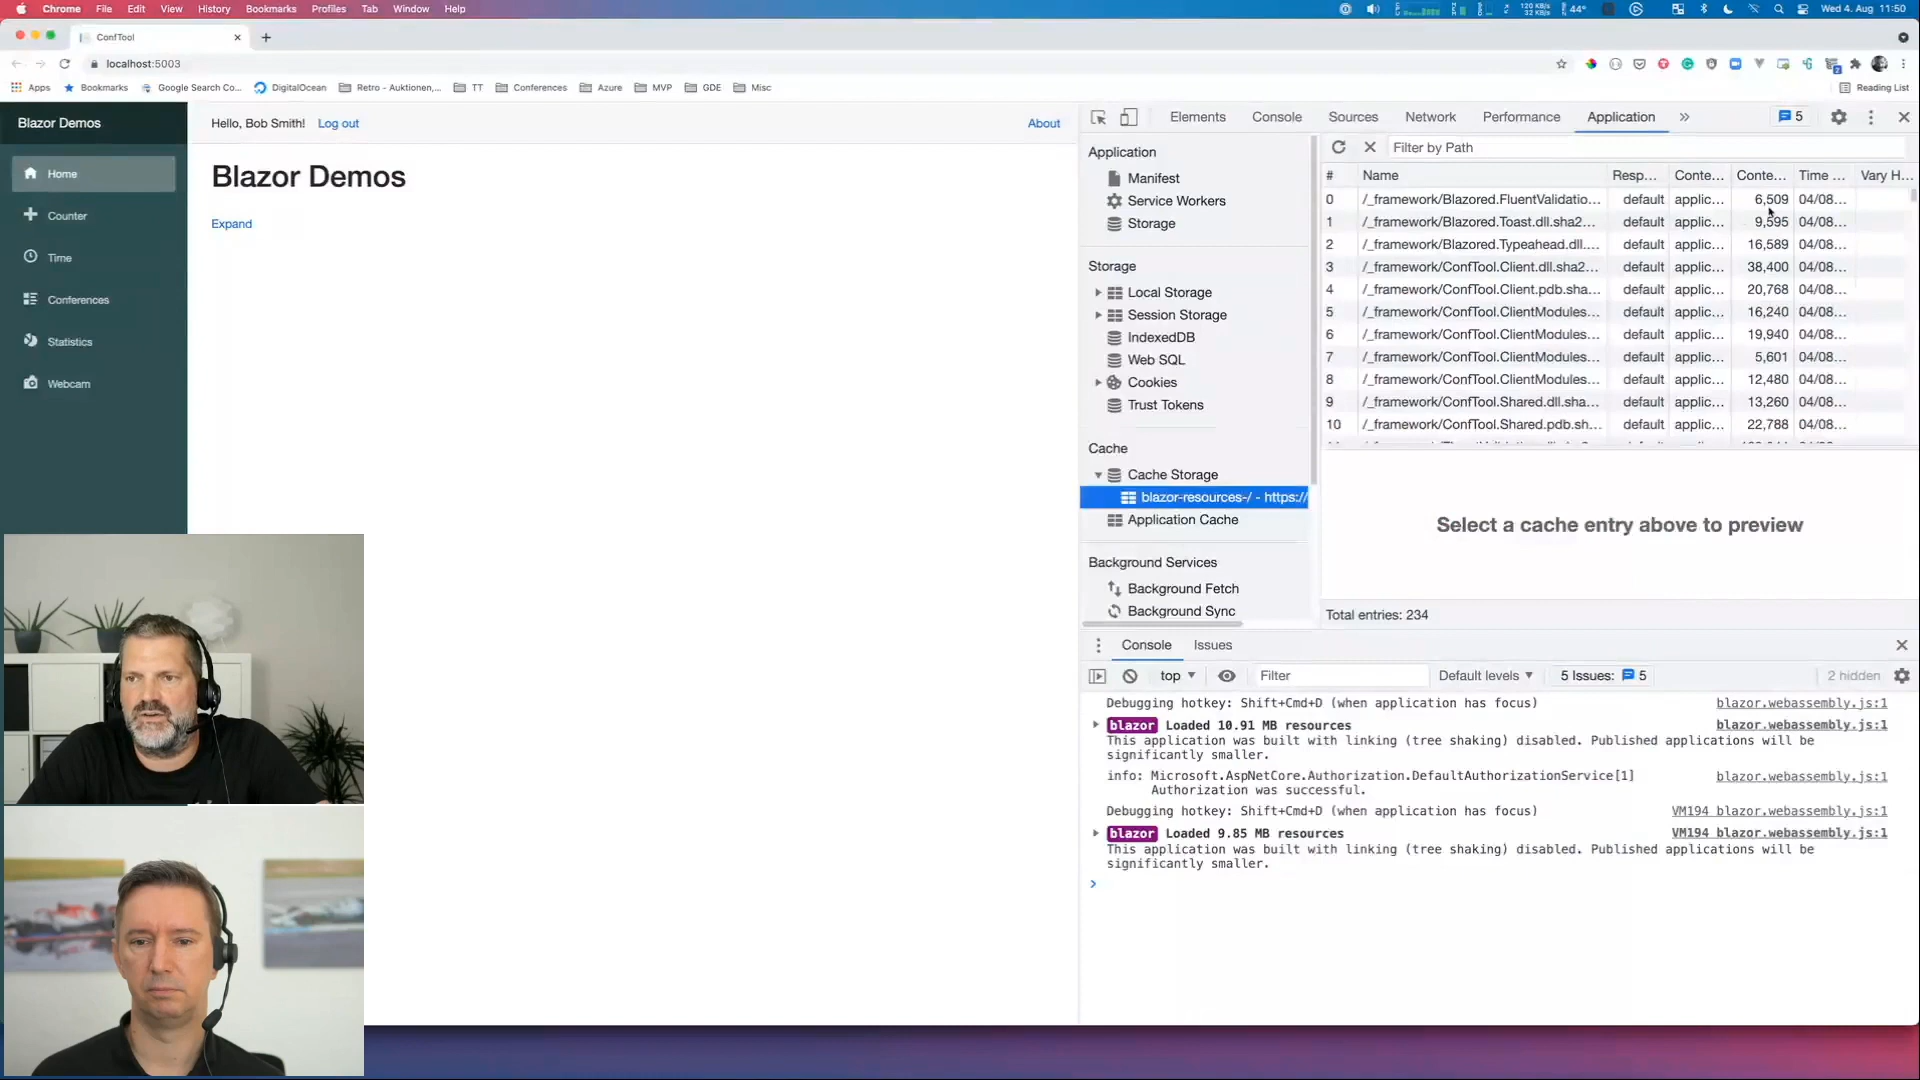 Chrome File Edit View History Bookmarks Profiles Tab Window Help
120 KB/s
32 KB/s
44° Wed 4. Aug 11:50
ConfTool
localhost:5003
Apps Bookmarks Google Search Co... DigitalOcean Retro - Auktionen,... TT Conferences Azure MVP GDE Misc Reading List
Blazor Demos
Home
Counter
Time
Conferences
Statistics
Webcam
Hello, Bob Smith! Log out About
Blazor Demos
Expand
Elements Console Sources Network Performance Application 5
Application
Manifest
Service Workers
Storage
Storage
Local Storage
Session Storage
IndexedDB
Web SQL
Cookies
Trust Tokens
Cache
Cache Storage
blazor-resources-/ - https://
Application Cache
Background Services
Background Fetch
Background Sync
Filter by Path
# Name Resp... Conte... Conte... Time ... Vary H...
0 /_framework/Blazored.FluentValidatio... default applic... 6,509 04/08...
1 /_framework/Blazored.Toast.dll.sha2... default applic... 9,595 04/08...
2 /_framework/Blazored.Typeahead.dll.... default applic... 16,589 04/08...
3 /_framework/ConfTool.Client.dll.sha2... default applic... 38,400 04/08...
4 /_framework/ConfTool.Client.pdb.sha... default applic... 20,768 04/08...
5 /_framework/ConfTool.ClientModules... default applic... 16,240 04/08...
6 /_framework/ConfTool.ClientModules... default applic... 19,940 04/08...
7 /_framework/ConfTool.ClientModules... default applic... 5,601 04/08...
8 /_framework/ConfTool.ClientModules... default applic... 12,480 04/08...
9 /_framework/ConfTool.Shared.dll.sha... default applic... 13,260 04/08...
10 /_framework/ConfTool.Shared.pdb.sh... default applic... 22,788 04/08...
Select a cache entry above to preview
Total entries: 234
Console Issues
top Filter Default levels 5 Issues: 5 2 hidden
Debugging hotkey: Shift+Cmd+D (when application has focus) blazor.webassembly.js:1
blazor Loaded 10.91 MB resources blazor.webassembly.js:1
This application was built with linking (tree shaking) disabled. Published applications will be
significantly smaller.
info: Microsoft.AspNetCore.Authorization.DefaultAuthorizationService[1] blazor.webassembly.js:1
Authorization was successful.
Debugging hotkey: Shift+Cmd+D (when application has focus) VM194 blazor.webassembly.js:1
blazor Loaded 9.85 MB resources VM194 blazor.webassembly.js:1
This application was built with linking (tree shaking) disabled. Published applications will be
significantly smaller.